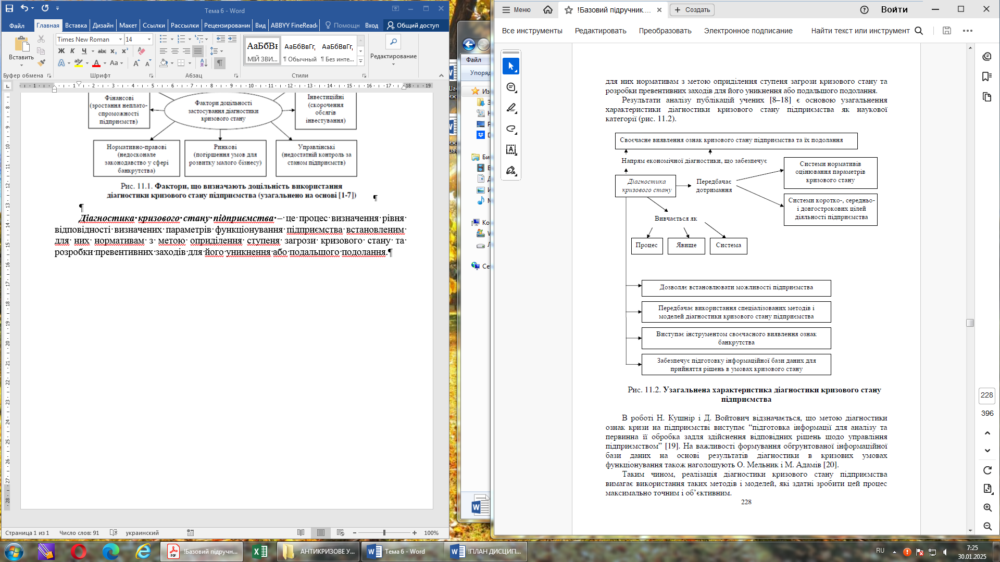 Тема 6 - Word
Файл Главная Вставка Дизайн Макет Ссылки Рассылки Рецензировани Вид ABBYY FineRead Помощн Вход Общий доступ
Times New Roman 14
Вставить
Ж К Ч abc x₂ x²
Буфер обмена Шрифт Абзац Стили
АаБбВ МІЙ ЗВИ...
АаБбВвГг, ¶ Обычный
АаБбВвГг, ¶ Без инте...
Редактирование
Фінансові
(зростання неплато-
спроможності
підприємств)
Фактори доцільності
застосування діагностики
кризового стану
Інвестиційні
(скорочення
обсягів
інвестування)
Нормативно-правові
(недосконале
законодавство у сфері
банкрутства)
Ринкові
(погіршення умов для
розвитку малого бізнесу)
Управлінські
(недостатній контроль за
станом підприємств)
Рис. 11.1. Фактори, що визначають доцільність використання
діагностики кризового стану підприємства (узагальнено на основі [1-7]) ¶
¶
Діагностика кризового стану підприємства – це процес визначення рівня
відповідності визначених параметрів функціонування підприємства встановленим
для них нормативам з метою оприділення ступеня загрози кризового стану та
розробки превентивних заходів для його уникнення або подальшого подолання.¶
Страница 1 из 1 Число слов: 91 украинский 100%
Файл
Упоряд
Меню !Базовий підручник.... Создать Войти
Все инструменты Редактировать Преобразовать Электронное подписание Найти текст или инструмент
для них нормативам з метою оприділення ступеня загрози кризового стану та
розробки превентивних заходів для його уникнення або подальшого подолання.
Результати аналізу публікацій учених [8–18] є основою узагальнення
характеристики діагностики кризового стану підприємства як наукової
категорії (рис. 11.2).
Своєчасне виявлення ознак кризового стану підприємства та їх подолання
Напрям економічної діагностики, що забезпечує
Діагностика
кризового стану
Передбачає
дотримання
Системи нормативів
оцінювання параметрів
кризового стану
Системи коротко-, середньо-
і довгострокових цілей
діяльності підприємства
Вивчається як
Процес Явище Система
Дозволяє встановлювати можливості підприємства
Передбачає використання спеціалізованих методів і
моделей діагностики кризового стану підприємства
Виступає інструментом своєчасного виявлення ознак
банкрутства
Забезпечує підготовку інформаційної бази даних для
прийняття рішень в умовах кризового стану
Рис. 11.2. Узагальнена характеристика діагностики кризового стану
підприємства
В роботі Н. Кушнір і Д. Войтович відзначається, що метою діагностики
ознак кризи на підприємстві виступає “підготовка інформації для аналізу та
первинна її обробка задля здійснення відповідних рішень щодо управління
підприємством” [19]. На важливості формування обгрунтованої інформаційної
бази даних на основі результатів діагностики в кризових умовах
функціонування також наголошують О. Мельник і М. Адамів [20].
Таким чином, реалізація діагностики кризового стану підприємства
вимагає використання таких методів і моделей, які здатні зробити цей процес
максимально точним і об’єктивним.
228
228
396
!Базовий підручн... АНТИКРИЗОВЕ У... Тема 6 - Word !ПЛАН ДИСЦИП... RU 7:25
30.01.2025